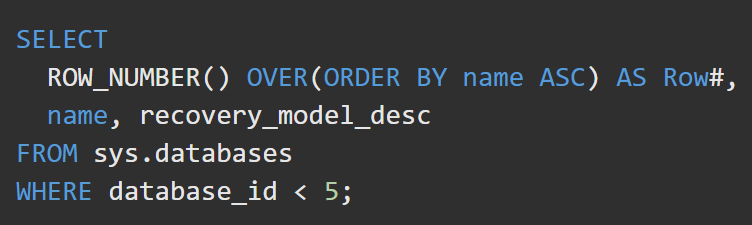 SELECT
  ROW_NUMBER() OVER(ORDER BY name ASC) AS Row#,
  name, recovery_model_desc
FROM sys.databases
WHERE database_id < 5;